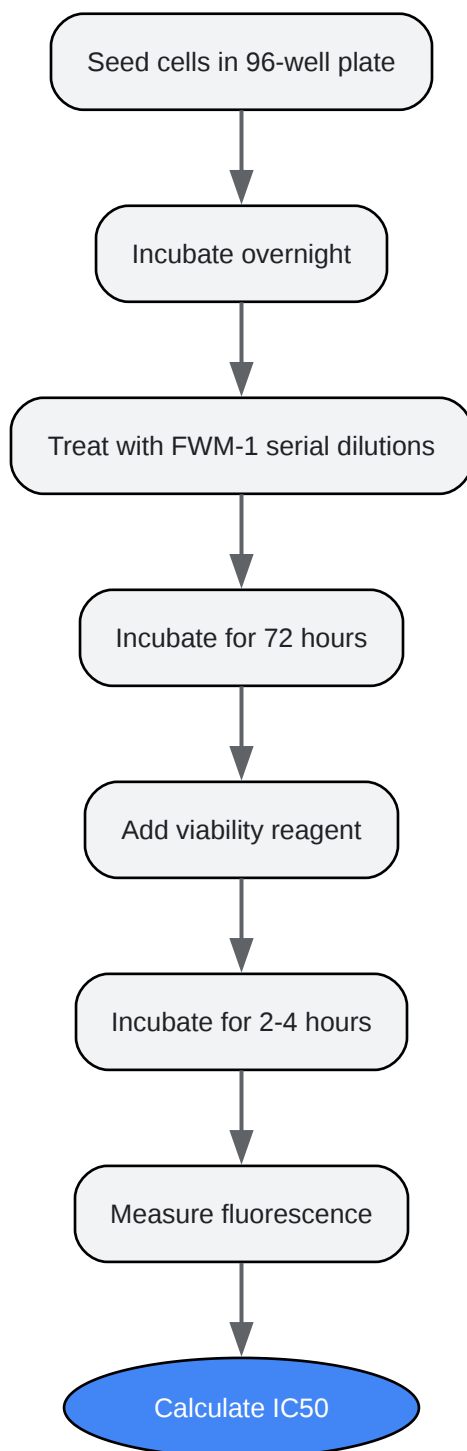 Seed cells in 96-well plate
Incubate overnight
Treat with FWM-1 serial dilutions
Incubate for 72 hours
Add viability reagent
Incubate for 2-4 hours
Measure fluorescence
Calculate IC50